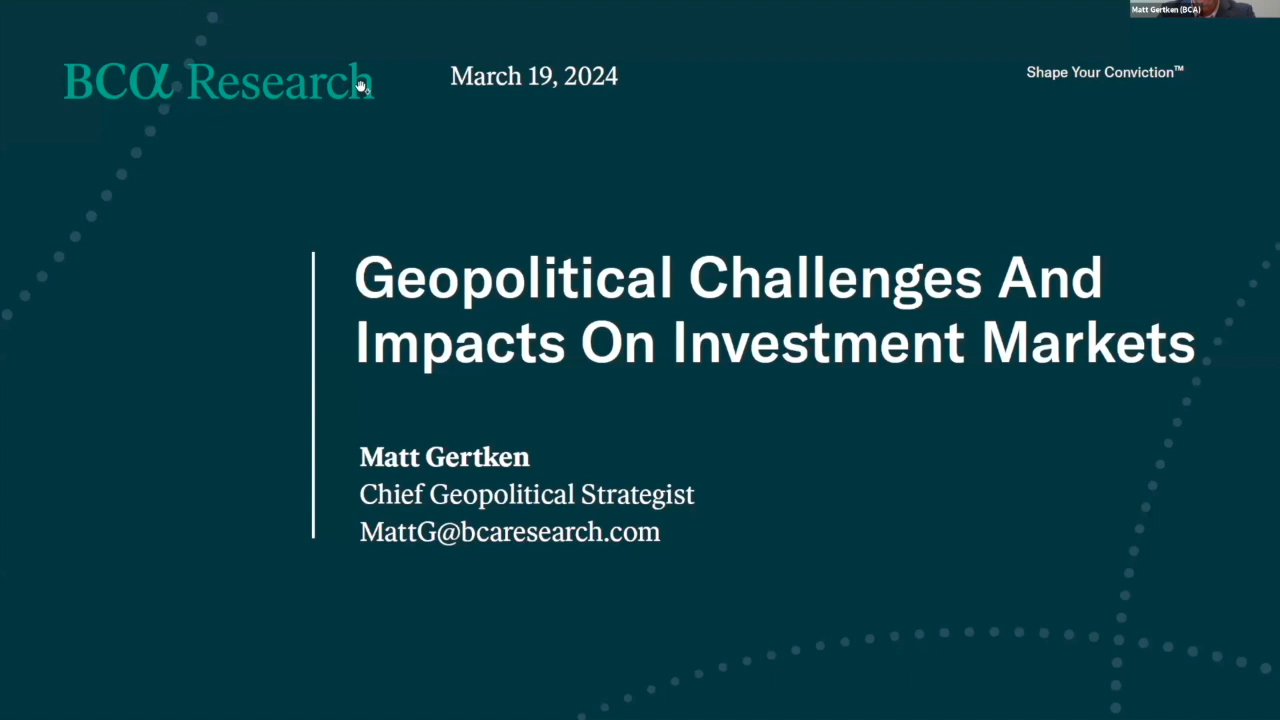 Matt Gertken (BCA)
BCα Research
March 19, 2024
Shape Your Conviction™
Geopolitical Challenges And
Impacts On Investment Markets
Matt Gertken
Chief Geopolitical Strategist
MattG@bcaresearch.com